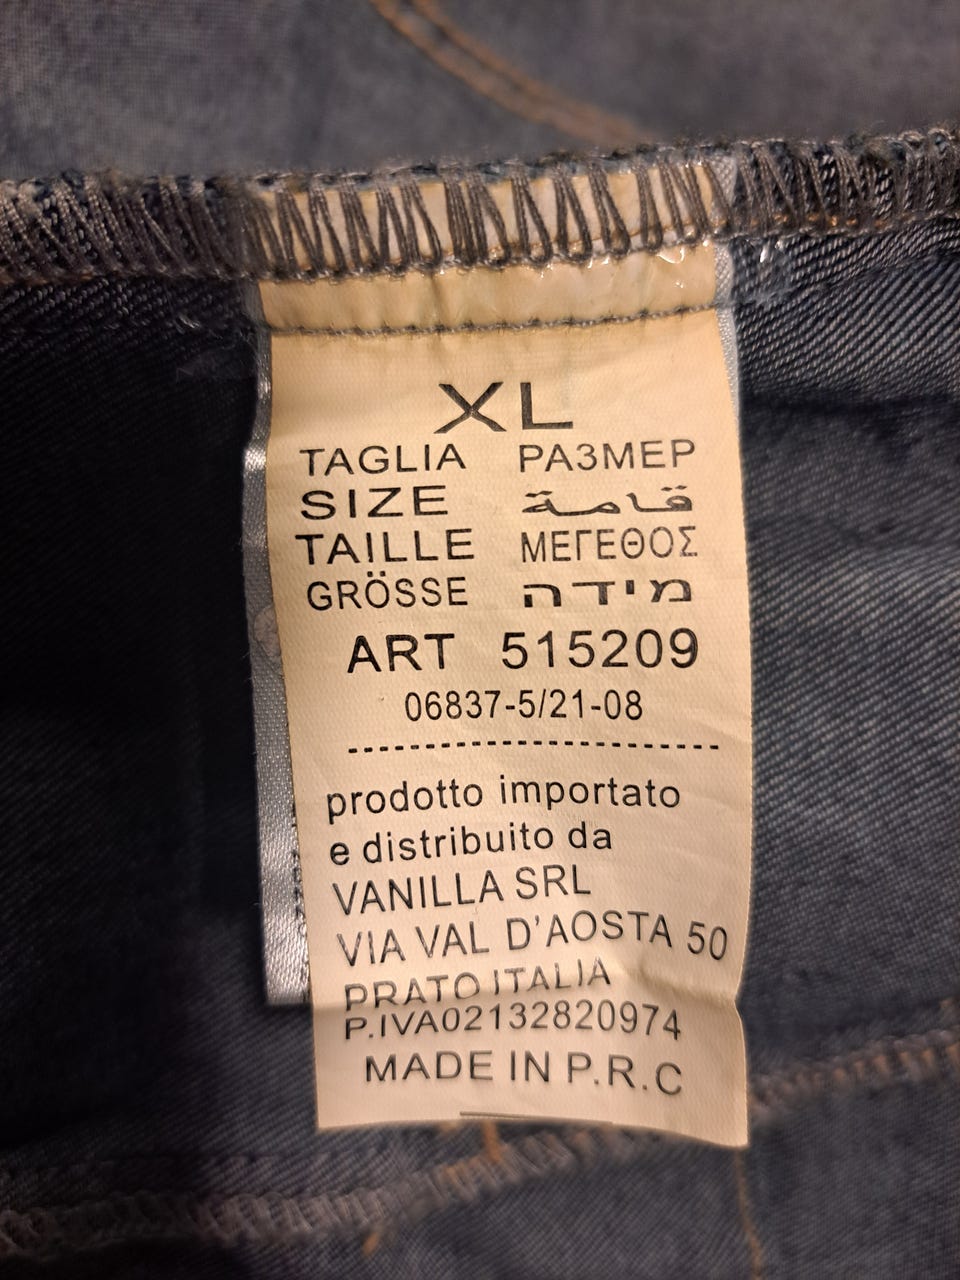 XL
TAGLIA РАЗМЕР
SIZE قامة
TAILLE ΜΕΓΕΘΟΣ
GRÖSSE מידה
ART 515209
06837-5/21-08
prodotto importato
e distribuito da
VANILLA SRL
VIA VAL D'AOSTA 50
PRATO ITALIA
P.IVA02132820974
MADE IN P.R.C